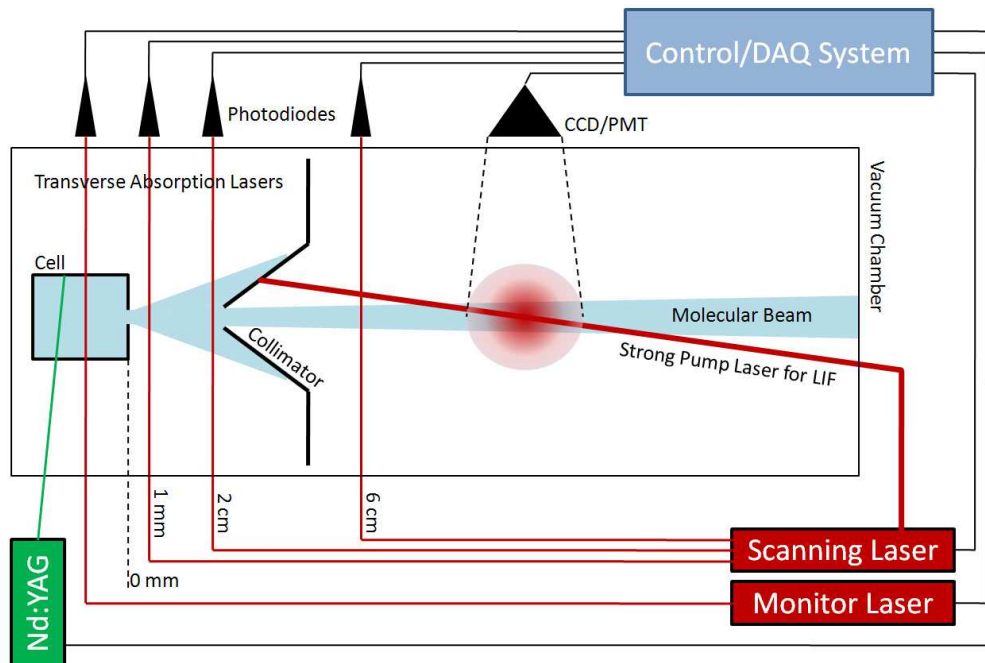 Control/DAQ System
Photodiodes
CCD/PMT
Transverse Absorption Lasers
Vacuum Chamber
Cell
Molecular Beam
Collimator
Strong Pump Laser for LIF
1 mm
2 cm
6 cm
0 mm
Scanning Laser
Monitor Laser
Nd:YAG